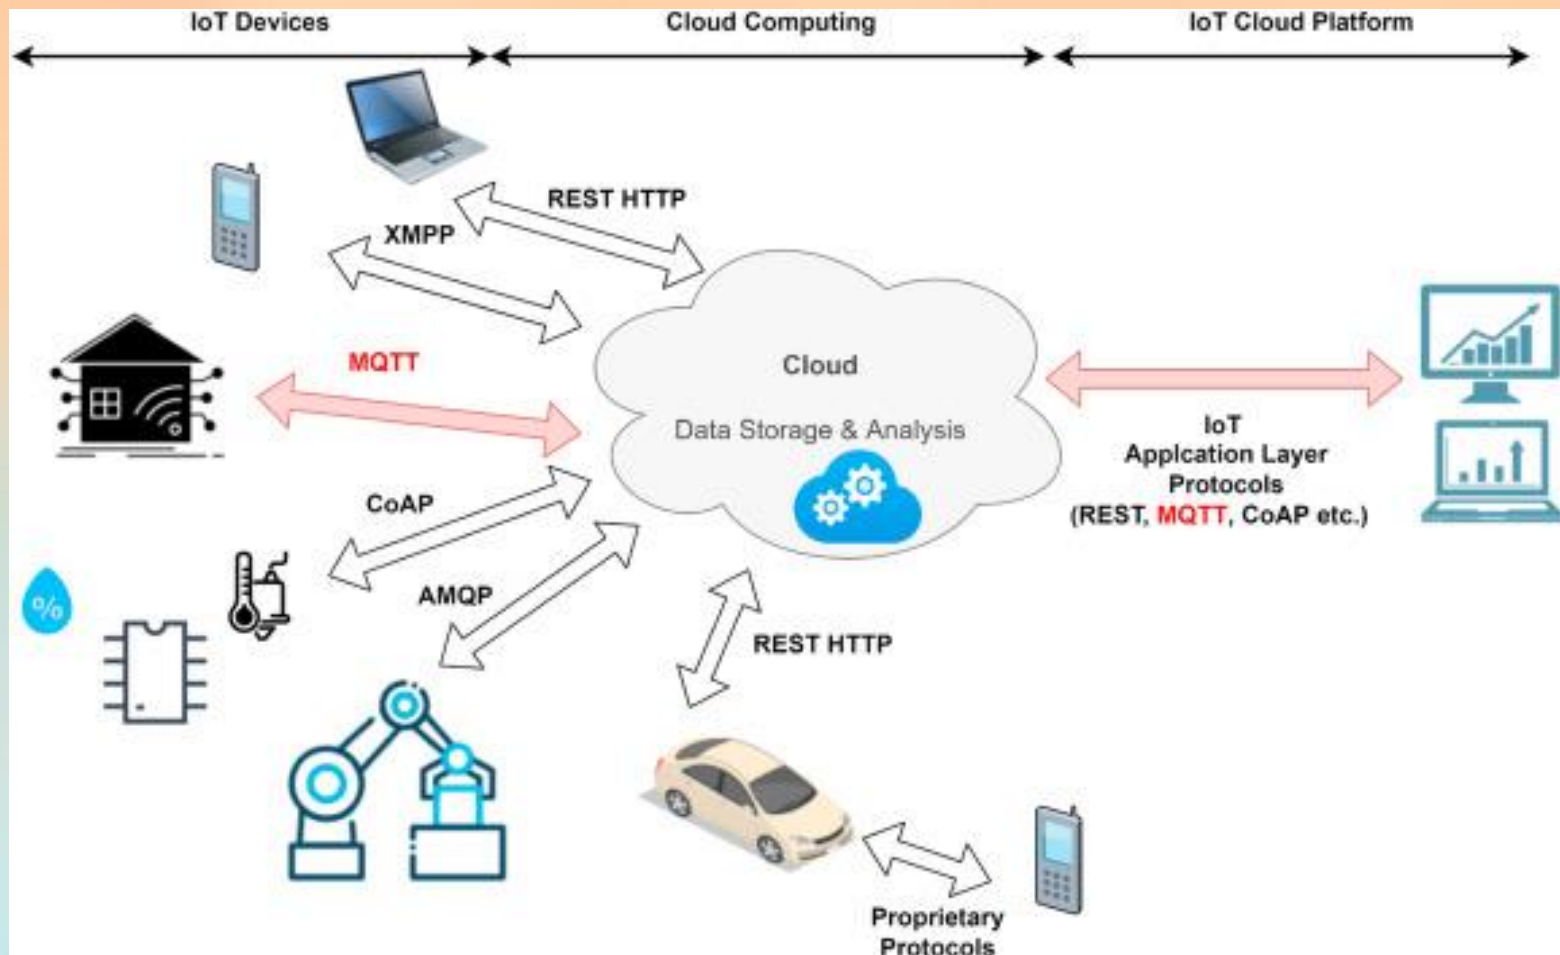 IoT Devices
Cloud Computing
IoT Cloud Platform
REST HTTP
XMPP
MQTT
Cloud
Data Storage & Analysis
IoT
Applcation Layer
Protocols
(REST, MQTT, CoAP etc.)
CoAP
%
AMQP
REST HTTP
Proprietary
Protocols